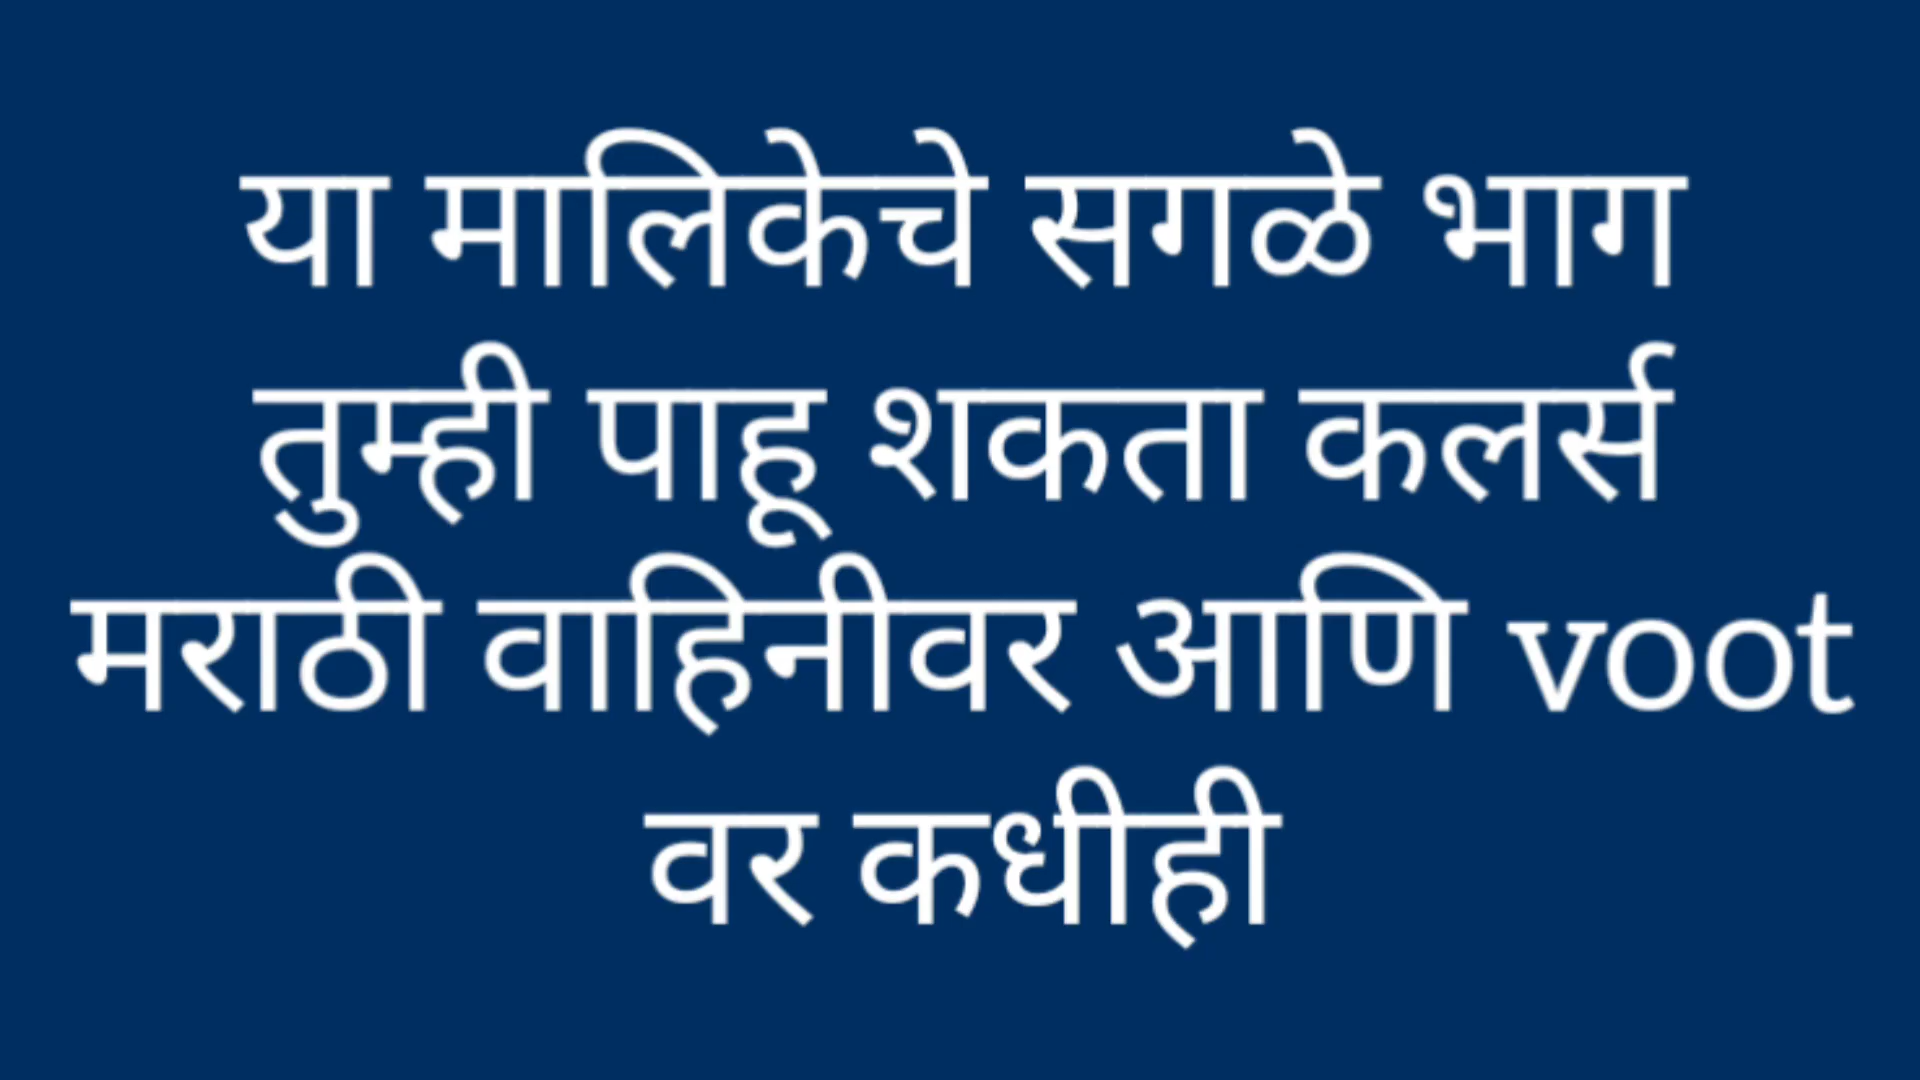 या मालिकेचे सगळे भाग
तुम्ही पाहू शकता कलर्स
मराठी वाहिनीवर आणि voot
वर कधीही